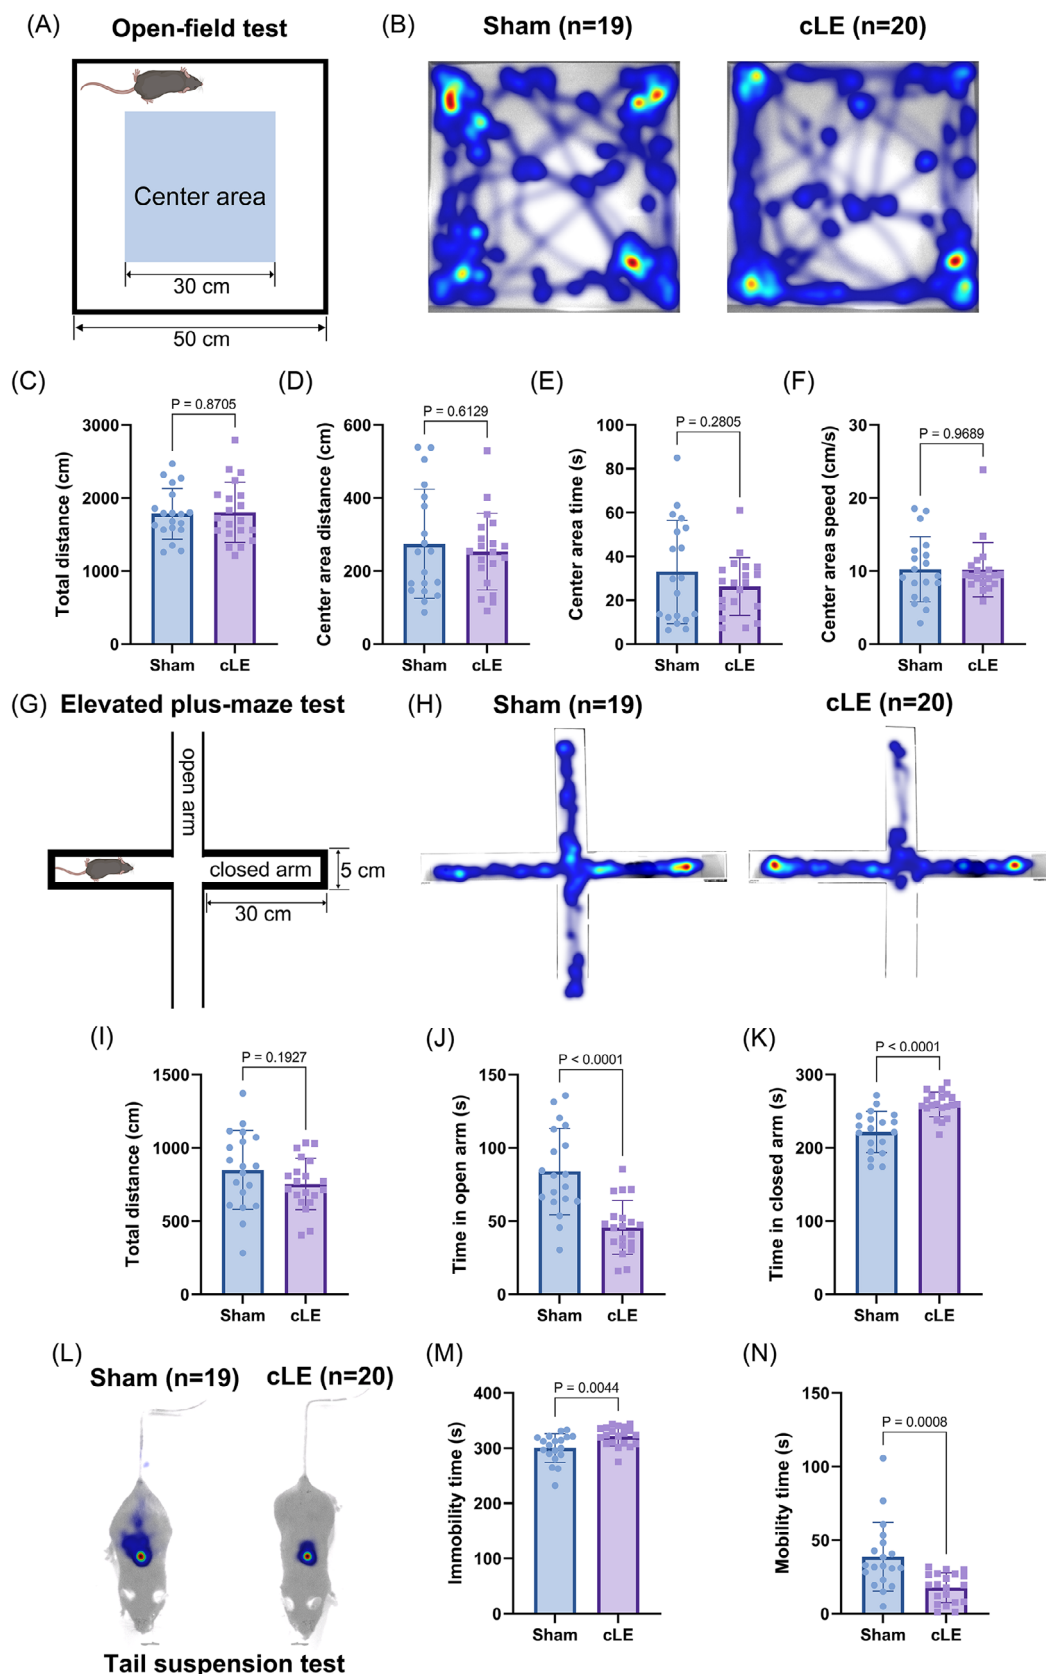 (A) Open-field test
Center area
30 cm
50 cm
(B) Sham (n=19) cLE (n=20)
(C)
P = 0.8705
Total distance (cm)
3000
2000
1000
0
Sham cLE
(D)
P = 0.6129
Center area distance (cm)
600
400
200
0
Sham cLE
(E)
P = 0.2805
Center area time (s)
100
80
60
40
20
0
Sham cLE
(F)
P = 0.9689
Center area speed (cm/s)
30
20
10
0
Sham cLE
(G) Elevated plus-maze test
open arm
closed arm
5 cm
30 cm
(H) Sham (n=19) cLE (n=20)
(I)
P = 0.1927
Total distance (cm)
1500
1000
500
0
Sham cLE
(J)
P < 0.0001
Time in open arm (s)
150
100
50
0
Sham cLE
(K)
P < 0.0001
Time in closed arm (s)
300
200
100
0
Sham cLE
(L)
Sham (n=19) cLE (n=20)
Tail suspension test
(M)
P = 0.0044
Immobility time (s)
400
300
200
100
0
Sham cLE
(N)
P = 0.0008
Mobility time (s)
150
100
50
0
Sham cLE